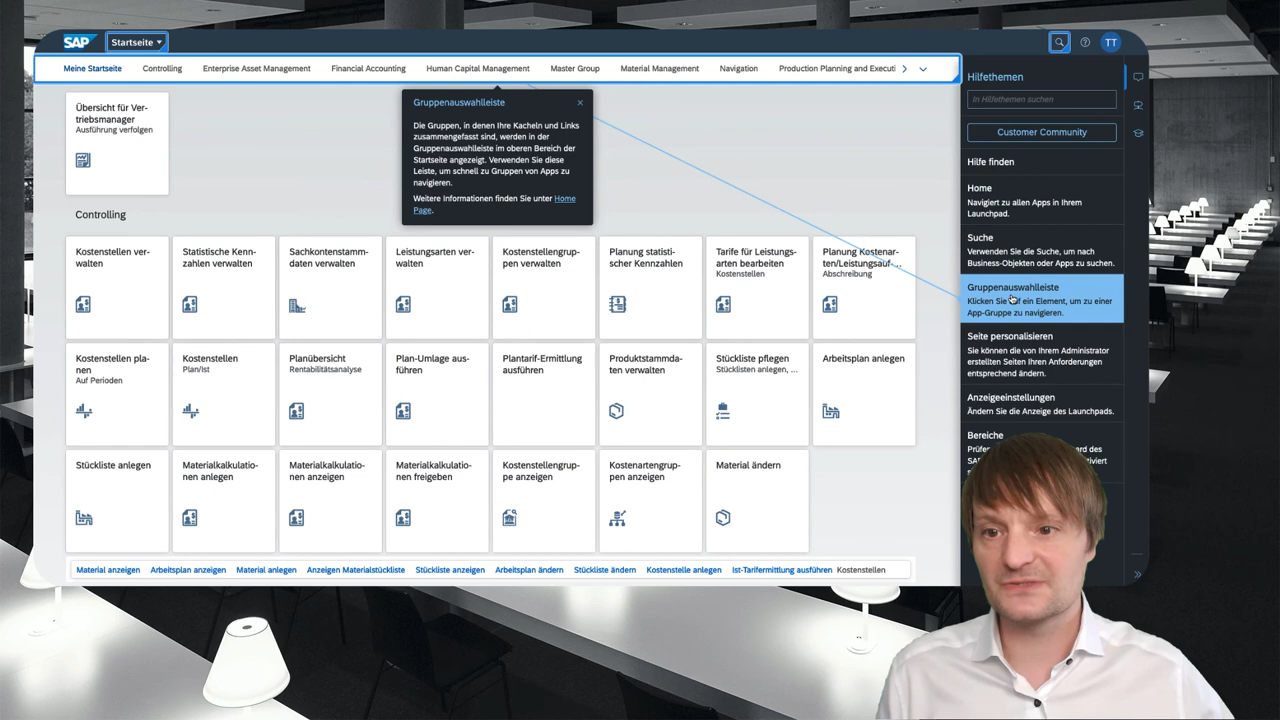 SAP
Startseite
TT
Meine Startseite
Controlling
Enterprise Asset Management
Financial Accounting
Human Capital Management
Master Group
Material Management
Navigation
Production Planning and Executi
Hilfethemen
In Hilfethemen suchen
Customer Community
Hilfe finden
Home
Navigiert zu allen Apps in Ihrem
Launchpad.
Suche
Verwenden Sie die Suche, um nach
Business-Objekten oder Apps zu suchen.
Gruppenauswahlleiste
Klicken Sie auf ein Element, um zu einer
App-Gruppe zu navigieren.
Seite personalisieren
Sie können die von Ihrem Administrator
erstellten Seiten Ihren Anforderungen
entsprechend ändern.
Anzeigeeinstellungen
Ändern Sie die Anzeige des Launchpads.
Bereiche
Gruppenauswahlleiste
Die Gruppen, in denen Ihre Kacheln und Links
zusammengefasst sind, werden in der
Gruppenauswahlleiste im oberen Bereich der
Startseite angezeigt. Verwenden Sie diese
Leiste, um schnell zu Gruppen von Apps zu
navigieren.
Weitere Informationen finden Sie unter Home
Page.
Übersicht für Ver-
triebsmanager
Ausführung verfolgen
Controlling
Kostenstellen ver-
walten
Statistische Kenn-
zahlen verwalten
Sachkontenstamm-
daten verwalten
Leistungsarten ver-
walten
Kostenstellengrup-
pen verwalten
Planung statisti-
scher Kennzahlen
Tarife für Leistungs-
arten bearbeiten
Kostenstellen
Planung Kostenar-
ten/Leistungsauf-...
Abschreibung
Kostenstellen pla-
nen
Auf Perioden
Kostenstellen
Plan/Ist
Planübersicht
Rentabilitätsanalyse
Plan-Umlage aus-
führen
Plantarif-Ermittlung
ausführen
Produktstammda-
ten verwalten
Stückliste pflegen
Stücklisten anlegen, ...
Arbeitsplan anlegen
Stückliste anlegen
Materialkalkulatio-
nen anlegen
Materialkalkulatio-
nen anzeigen
Materialkalkulatio-
nen freigeben
Kostenstellengrup-
pe anzeigen
Kostenartengrup-
pen anzeigen
Material ändern
Material anzeigen
Arbeitsplan anzeigen
Material anlegen
Anzeigen Materialstückliste
Stückliste anzeigen
Arbeitsplan ändern
Stückliste ändern
Kostenstelle anlegen
Ist-Tarifermittlung ausführen
Kostenstellen